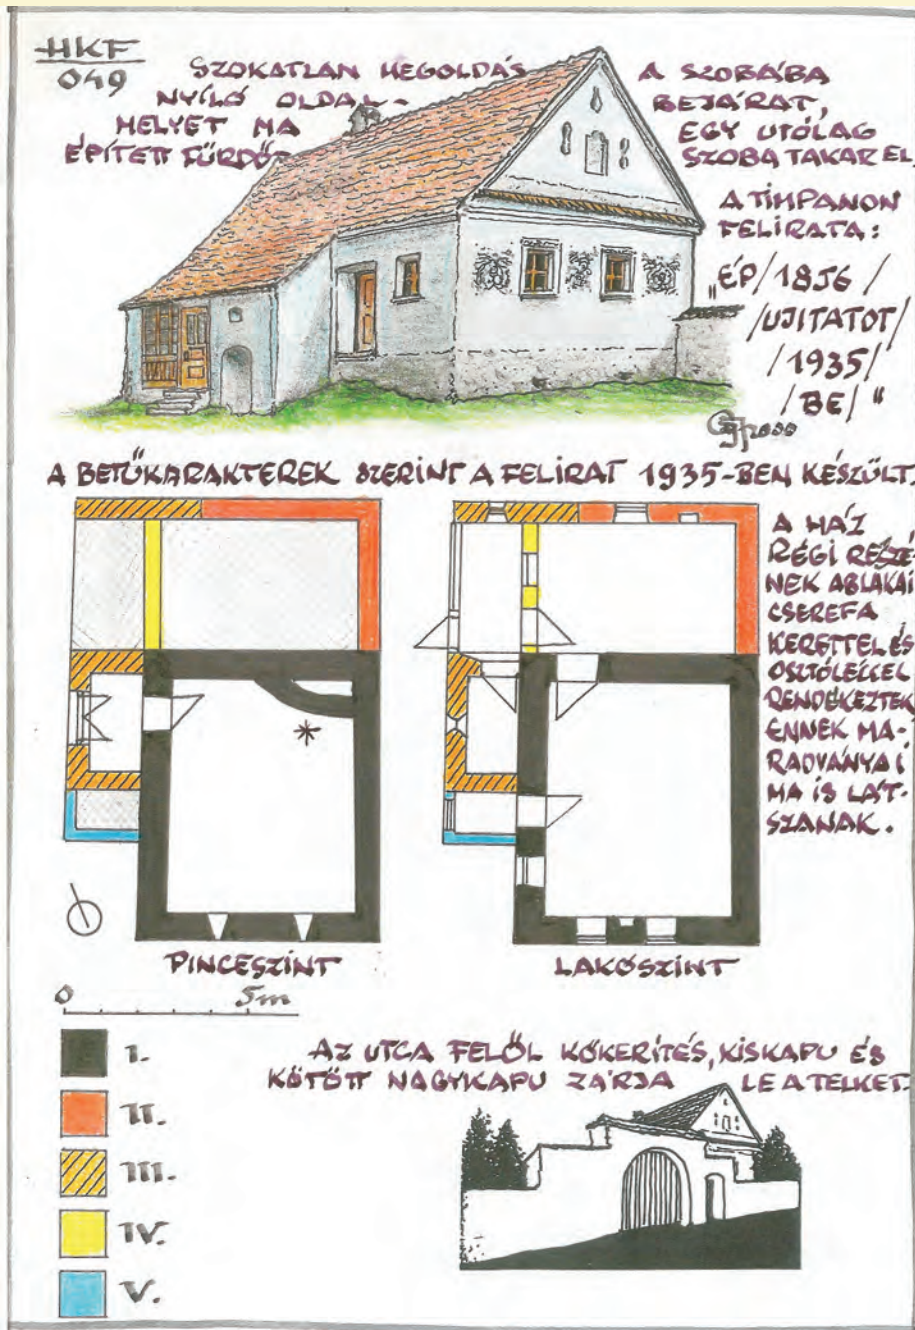 HKF
049
SZOKATLAN MEGOLDÁS A SZOBÁBA
NYÍLÓ OLDAL- BEJÁRAT,
HELYET MA EGY UTÓLAG
ÉPÍTETT FÜRDŐ- SZOBA TAKAR EL.
A TIMPANON
FELIRATA:
„ÉP/1856/
/UJITATOT/
/1935/
/BE/"
2000
A BETŰKARAKTEREK SZERINT A FELIRAT 1935-BEN KÉSZÜLT.
A HÁZ
RÉGI RÉSZÉ-
NEK ABLAKAI
CSEREFA
KERETTEL ÉS
OSZTÓLÉCCEL
RENDELKEZTEK
ENNEK MA-
RADVÁNYAI
MA IS LÁT-
SZANAK.
PINCESZINT
LAKÓSZINT
0 5m
I.
II.
III.
IV.
V.
AZ UTCA FELŐL KŐKERÍTÉS, KISKAPU ÉS
KÖTÖTT NAGYKAPU ZÁRJA LE A TELKET.